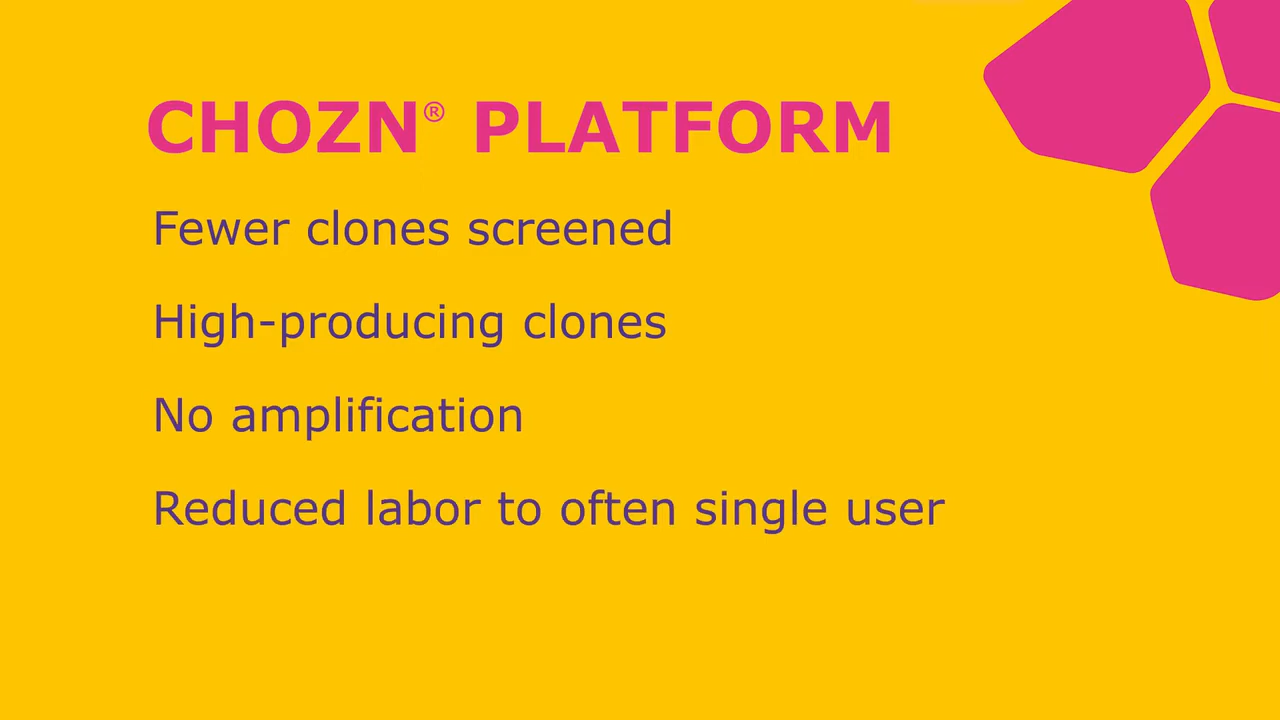 CHOZN® PLATFORM
Fewer clones screened
High-producing clones
No amplification
Reduced labor to often single user